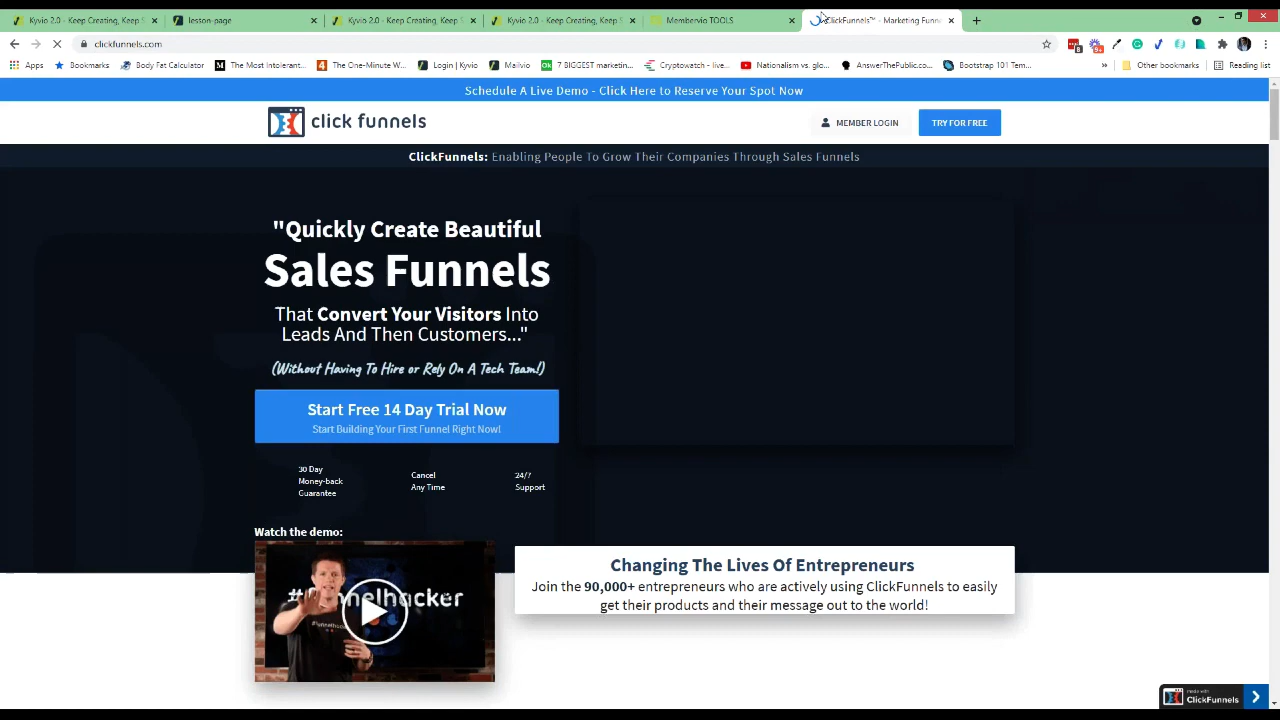 Kyvio 2.0 - Keep Creating, Keep S
lesson-page
Kyvio 2.0 - Keep Creating, Keep S
Kyvio 2.0 - Keep Creating, Keep S
Membervio TOOLS
ClickFunnels™ - Marketing Funne
clickfunnels.com
Apps
Bookmarks
Body Fat Calculator
The Most Intolerant...
The One-Minute W...
Login | Kyvio
Mailvio
7 BIGGEST marketin...
Cryptowatch - live...
Nationalism vs. glo...
AnswerThePublic.co...
Bootstrap 101 Tem...
Other bookmarks
Reading list
Schedule A Live Demo - Click Here to Reserve Your Spot Now
click funnels
MEMBER LOGIN
TRY FOR FREE
ClickFunnels: Enabling People To Grow Their Companies Through Sales Funnels
"Quickly Create Beautiful
Sales Funnels
That Convert Your Visitors Into
Leads And Then Customers..."
(Without Having To Hire or Rely On A Tech Team!)
Start Free 14 Day Trial Now
Start Building Your First Funnel Right Now!
30 Day
Money-back
Guarantee
Cancel
Any Time
24/7
Support
Watch the demo:
Changing The Lives Of Entrepreneurs
Join the 90,000+ entrepreneurs who are actively using ClickFunnels to easily
get their products and their message out to the world!
made with
ClickFunnels